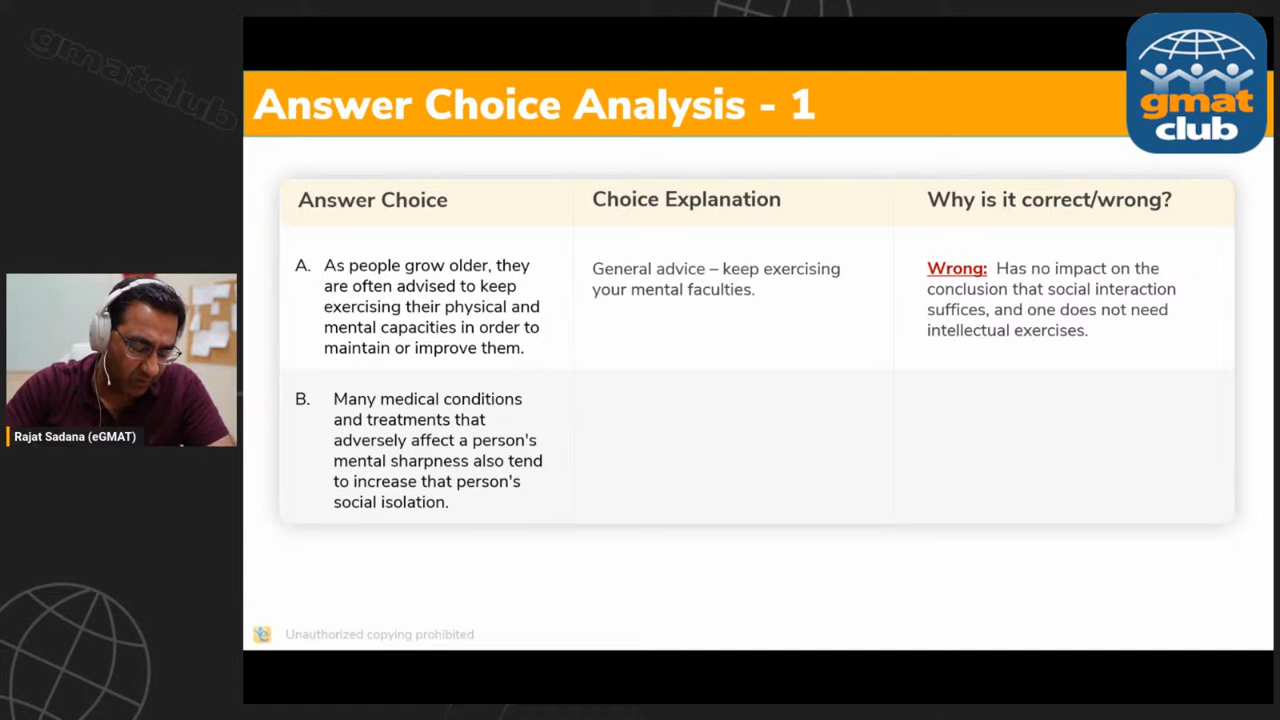 gmatclub
gmat
club
Answer Choice Analysis - 1
Answer Choice
Choice Explanation
Why is it correct/wrong?
A. As people grow older, they
are often advised to keep
exercising their physical and
mental capacities in order to
maintain or improve them.
General advice – keep exercising
your mental faculties.
Wrong: Has no impact on the
conclusion that social interaction
suffices, and one does not need
intellectual exercises.
B. Many medical conditions
and treatments that
adversely affect a person's
mental sharpness also tend
to increase that person's
social isolation.
Rajat Sadana (eGMAT)
Unauthorized copying prohibited